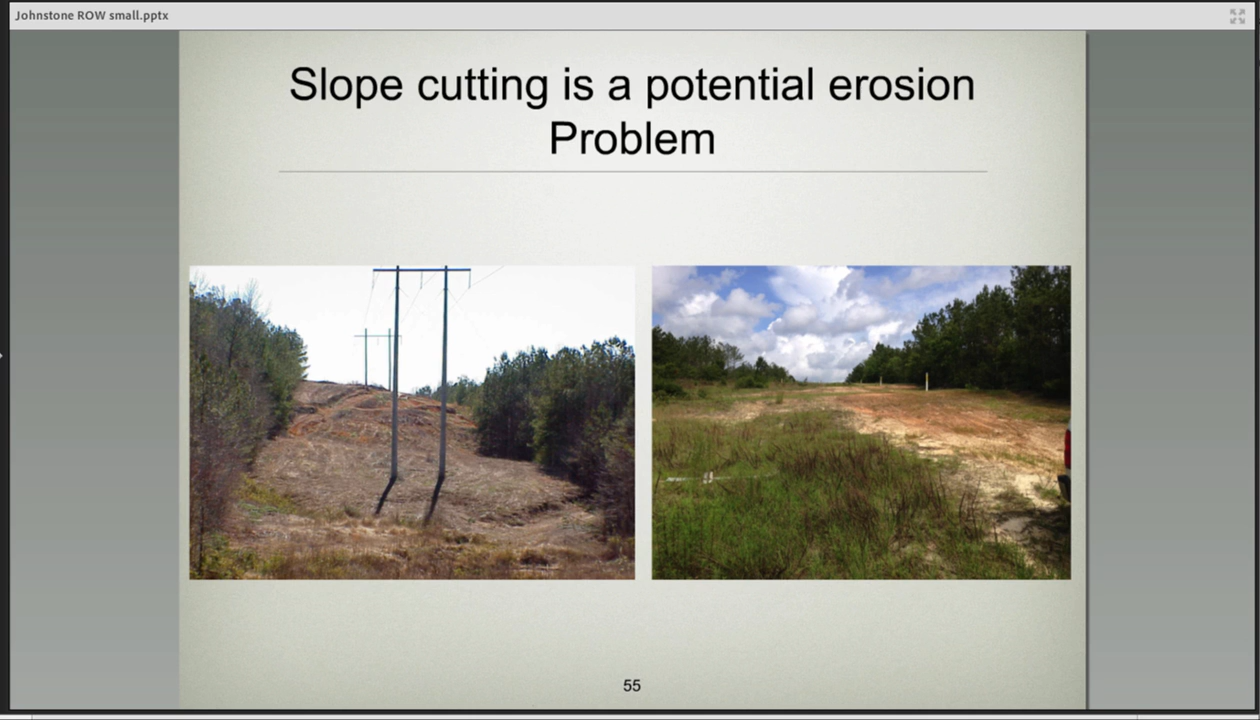 Johnstone ROW small.pptx
Slope cutting is a potential erosion
Problem
55